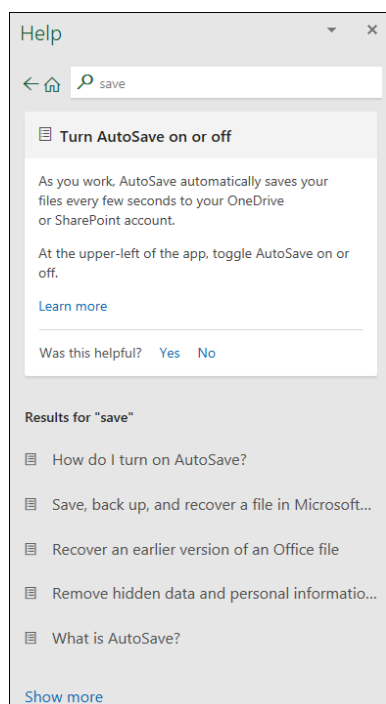 Help
save
Turn AutoSave on or off
As you work, AutoSave automatically saves your
files every few seconds to your OneDrive
or SharePoint account.
At the upper-left of the app, toggle AutoSave on or
off.
Learn more
Was this helpful? Yes No
Results for "save"
How do I turn on AutoSave?
Save, back up, and recover a file in Microsoft...
Recover an earlier version of an Office file
Remove hidden data and personal informatio...
What is AutoSave?
Show more